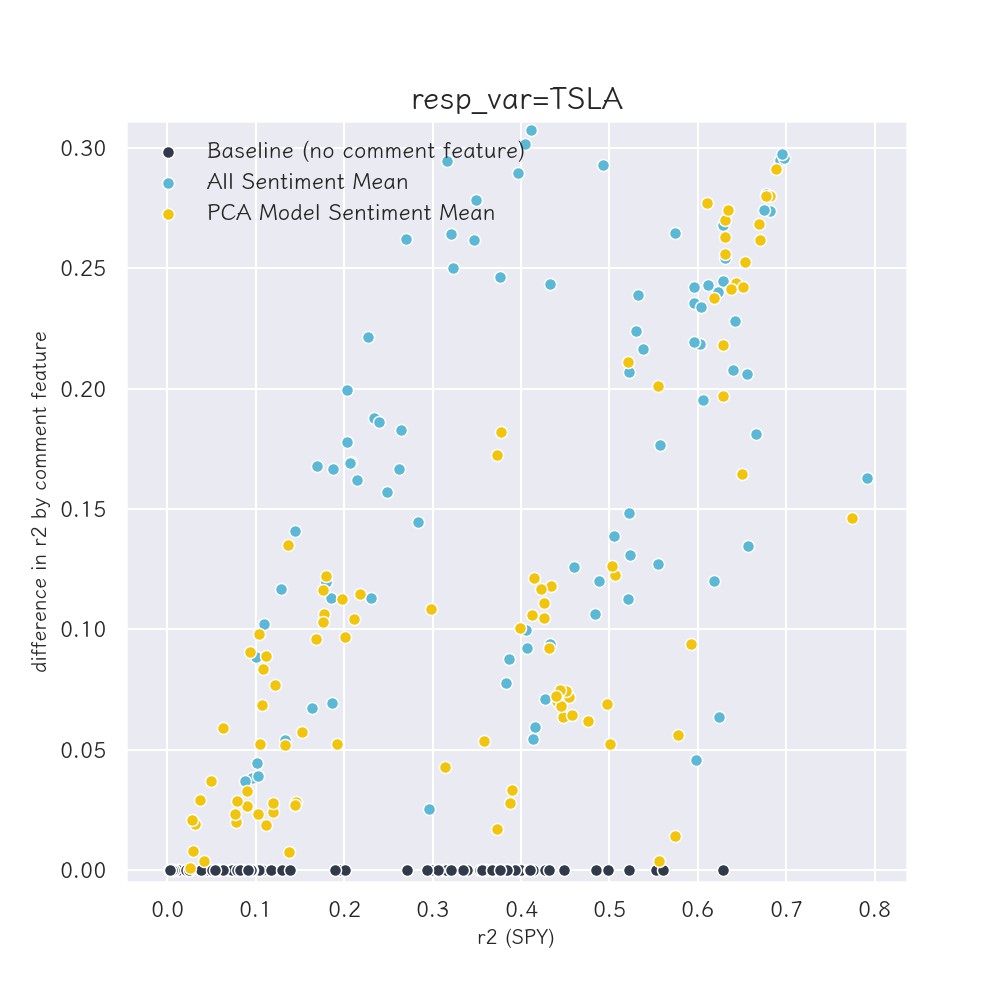 resp_var=TSLA
Baseline (no comment feature)
All Sentiment Mean
PCA Model Sentiment Mean
difference in r2 by comment feature
0.30
0.25
0.20
0.15
0.10
0.05
0.00
0.0 0.1 0.2 0.3 0.4 0.5 0.6 0.7 0.8
r2 (SPY)